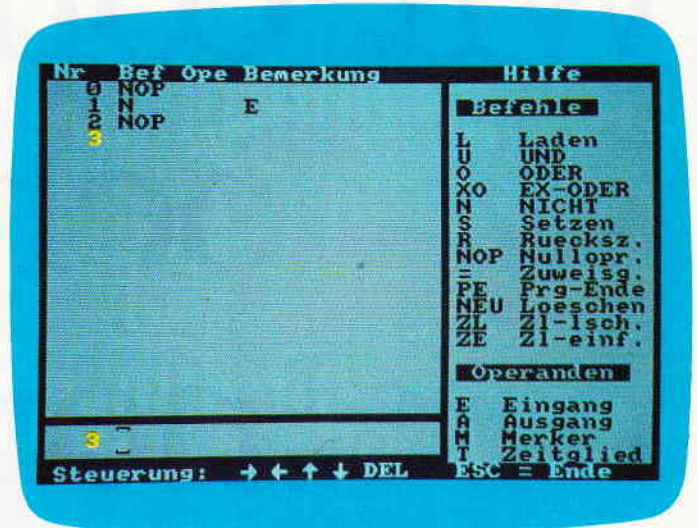 Nr Bef Ope Bemerkung
0 NOP
1 N E
2 NOP
3
3
Hilfe
Befehle
L Laden
U UND
O ODER
XO EX-ODER
N NICHT
S Setzen
R Ruecksz.
NOP Nullopr.
= Zuweisg.
PE Prg-Ende
NEU Loeschen
ZL Zl-lsch.
ZE Zl-einf.
Operanden
E Eingang
A Ausgang
M Merker
T Zeitglied
Steuerung: → ← ↑ ↓ DEL ESC = Ende